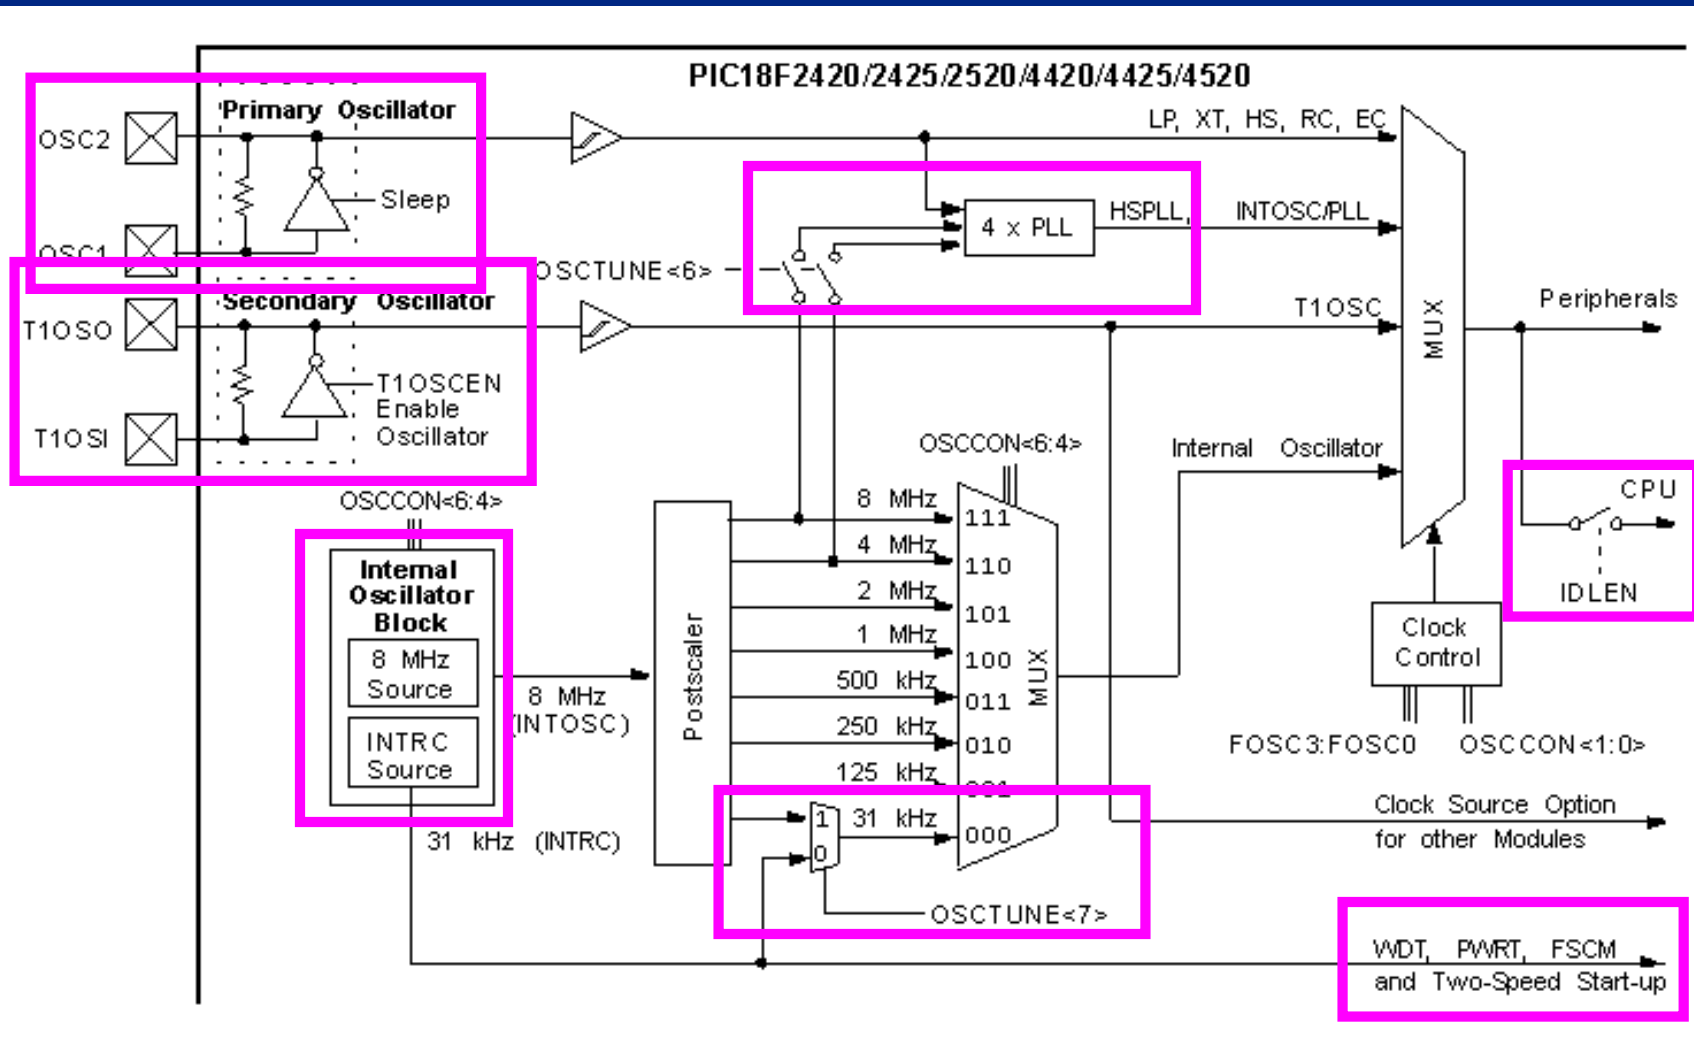 PIC18F2420/2425/2520/4420/4425/4520
Primary Oscillator
OSC2
Sleep
OSC1
LP, XT, HS, RC, EC
4 x PLL
HSPLL, INTOSC/PLL
OSCTUNE<6>
Secondary Oscillator
T1OSO
T1OSCEN
Enable
Oscillator
T1OSI
T1OSC
MUX
Peripherals
Internal Oscillator
CPU
IDLEN
Clock
Control
FOSC3:FOSC0
OSCCON<1:0>
OSCCON<6:4>
Internal
Oscillator
Block
8 MHz
Source
INTRC
Source
8 MHz
(INTOSC)
31 kHz (INTRC)
Postscaler
OSCCON<6:4>
8 MHz
111
4 MHz
110
2 MHz
101
1 MHz
100
500 kHz
011
250 kHz
010
125 kHz
001
31 kHz
000
MUX
1
0
OSCTUNE<7>
Clock Source Option
for other Modules
WDT, PWRT, FSCM
and Two-Speed Start-up